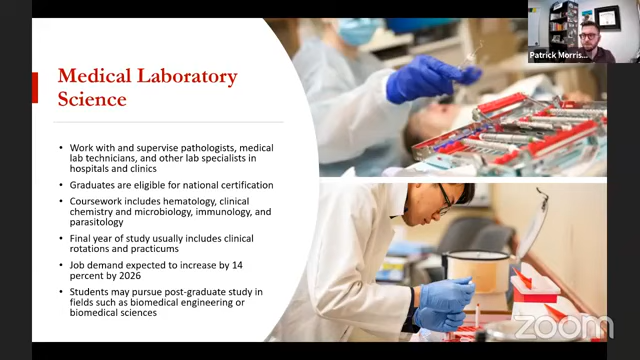 Medical Laboratory
Science
• Work with and supervise pathologists, medical
lab technicians, and other lab specialists in
hospitals and clinics
• Graduates are eligible for national certification
• Coursework includes hematology, clinical
chemistry and microbiology, immunology, and
parasitology
• Final year of study usually includes clinical
rotations and practicums
• Job demand expected to increase by 14
percent by 2026
• Students may pursue post-graduate study in
fields such as biomedical engineering or
biomedical sciences
Patrick Morris...
zoom